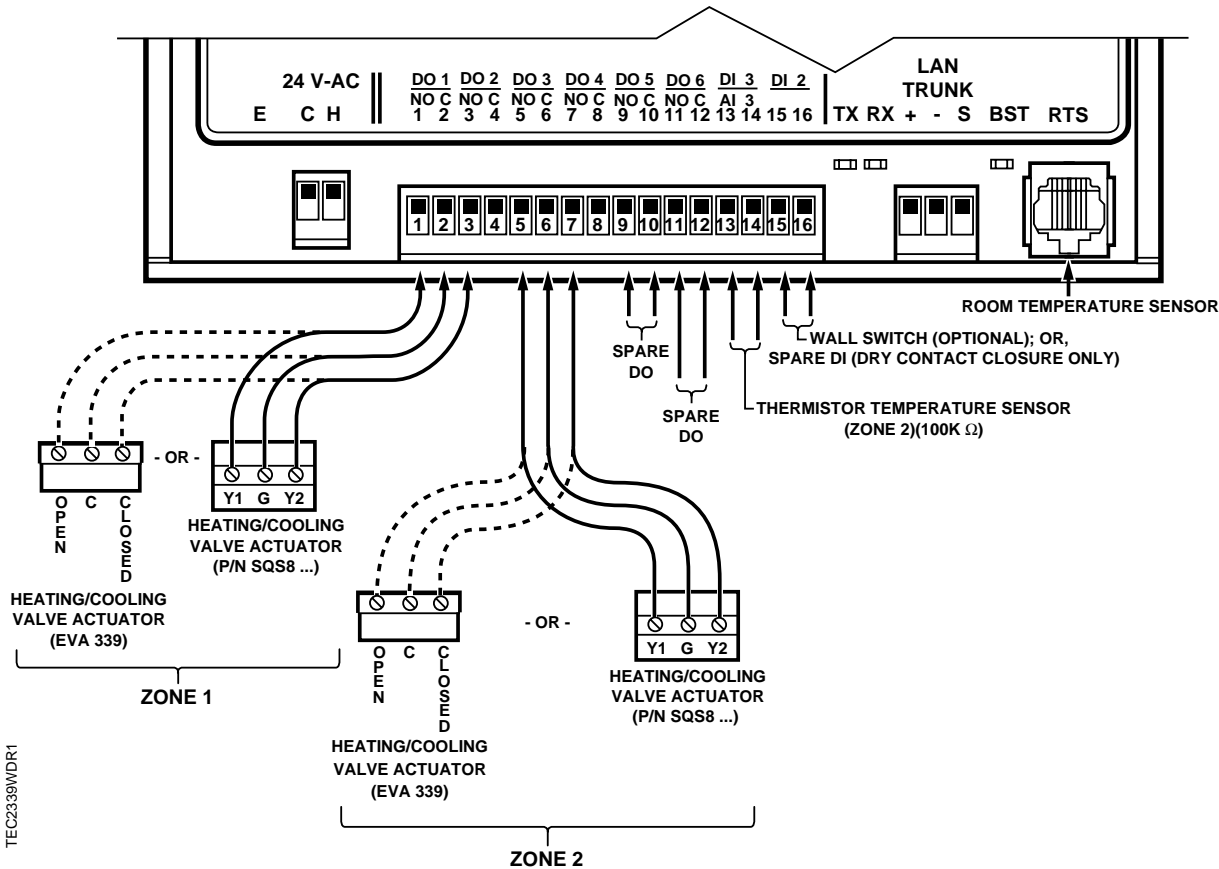 24 V-AC
E C H
DO 1 DO 2 DO 3 DO 4 DO 5 DO 6 DI 3 DI 2
NO C NO C NO C NO C NO C NO C AI 3
1 2 3 4 5 6 7 8 9 10 11 12 13 14 15 16
LAN
TRUNK
TX RX + - S BST RTS
1 2 3 4 5 6 7 8 9 10 11 12 13 14 15 16
ROOM TEMPERATURE SENSOR
WALL SWITCH (OPTIONAL); OR,
SPARE DI (DRY CONTACT CLOSURE ONLY)
SPARE
DO
SPARE
DO
THERMISTOR TEMPERATURE SENSOR
(ZONE 2)(100K Ω)
OPEN C CLOSED
HEATING/COOLING
VALVE ACTUATOR
(EVA 339)
- OR -
Y1 G Y2
HEATING/COOLING
VALVE ACTUATOR
(P/N SQS8 ...)
ZONE 1
OPEN C CLOSED
HEATING/COOLING
VALVE ACTUATOR
(EVA 339)
- OR -
Y1 G Y2
HEATING/COOLING
VALVE ACTUATOR
(P/N SQS8 ...)
ZONE 2
TEC2339WDR1